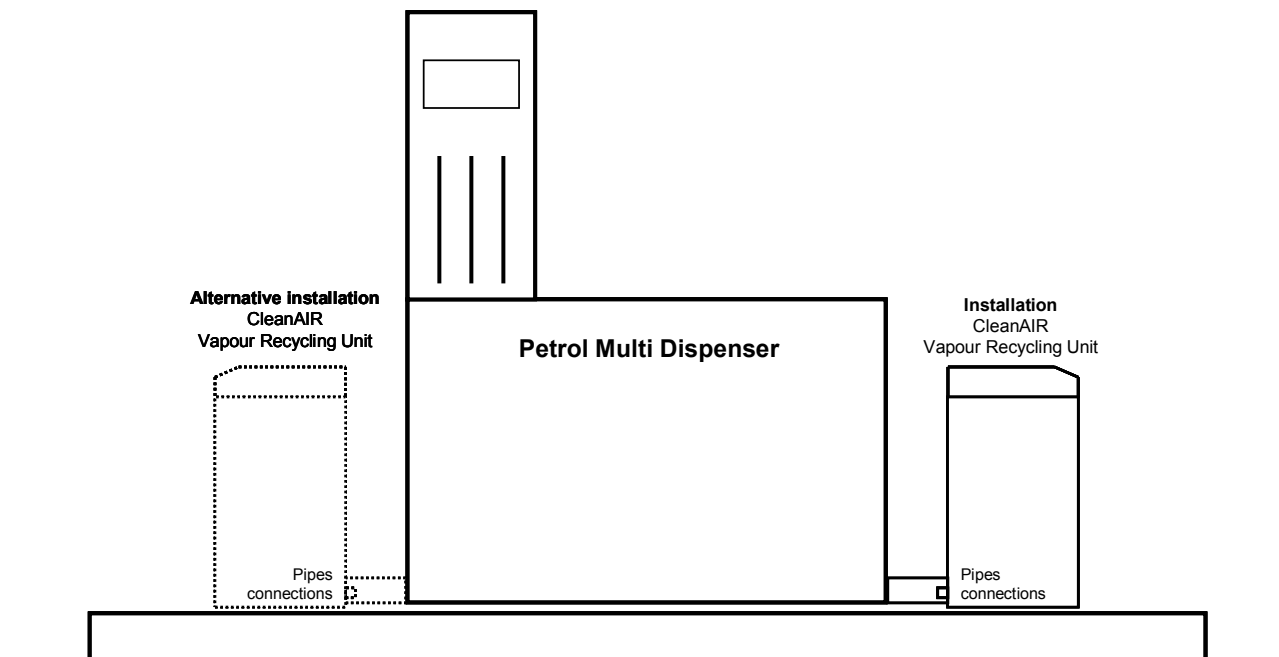 Alternative installation
CleanAIR
Vapour Recycling Unit
Petrol Multi Dispenser
Installation
CleanAIR
Vapour Recycling Unit
Pipes
connections
Pipes
connections